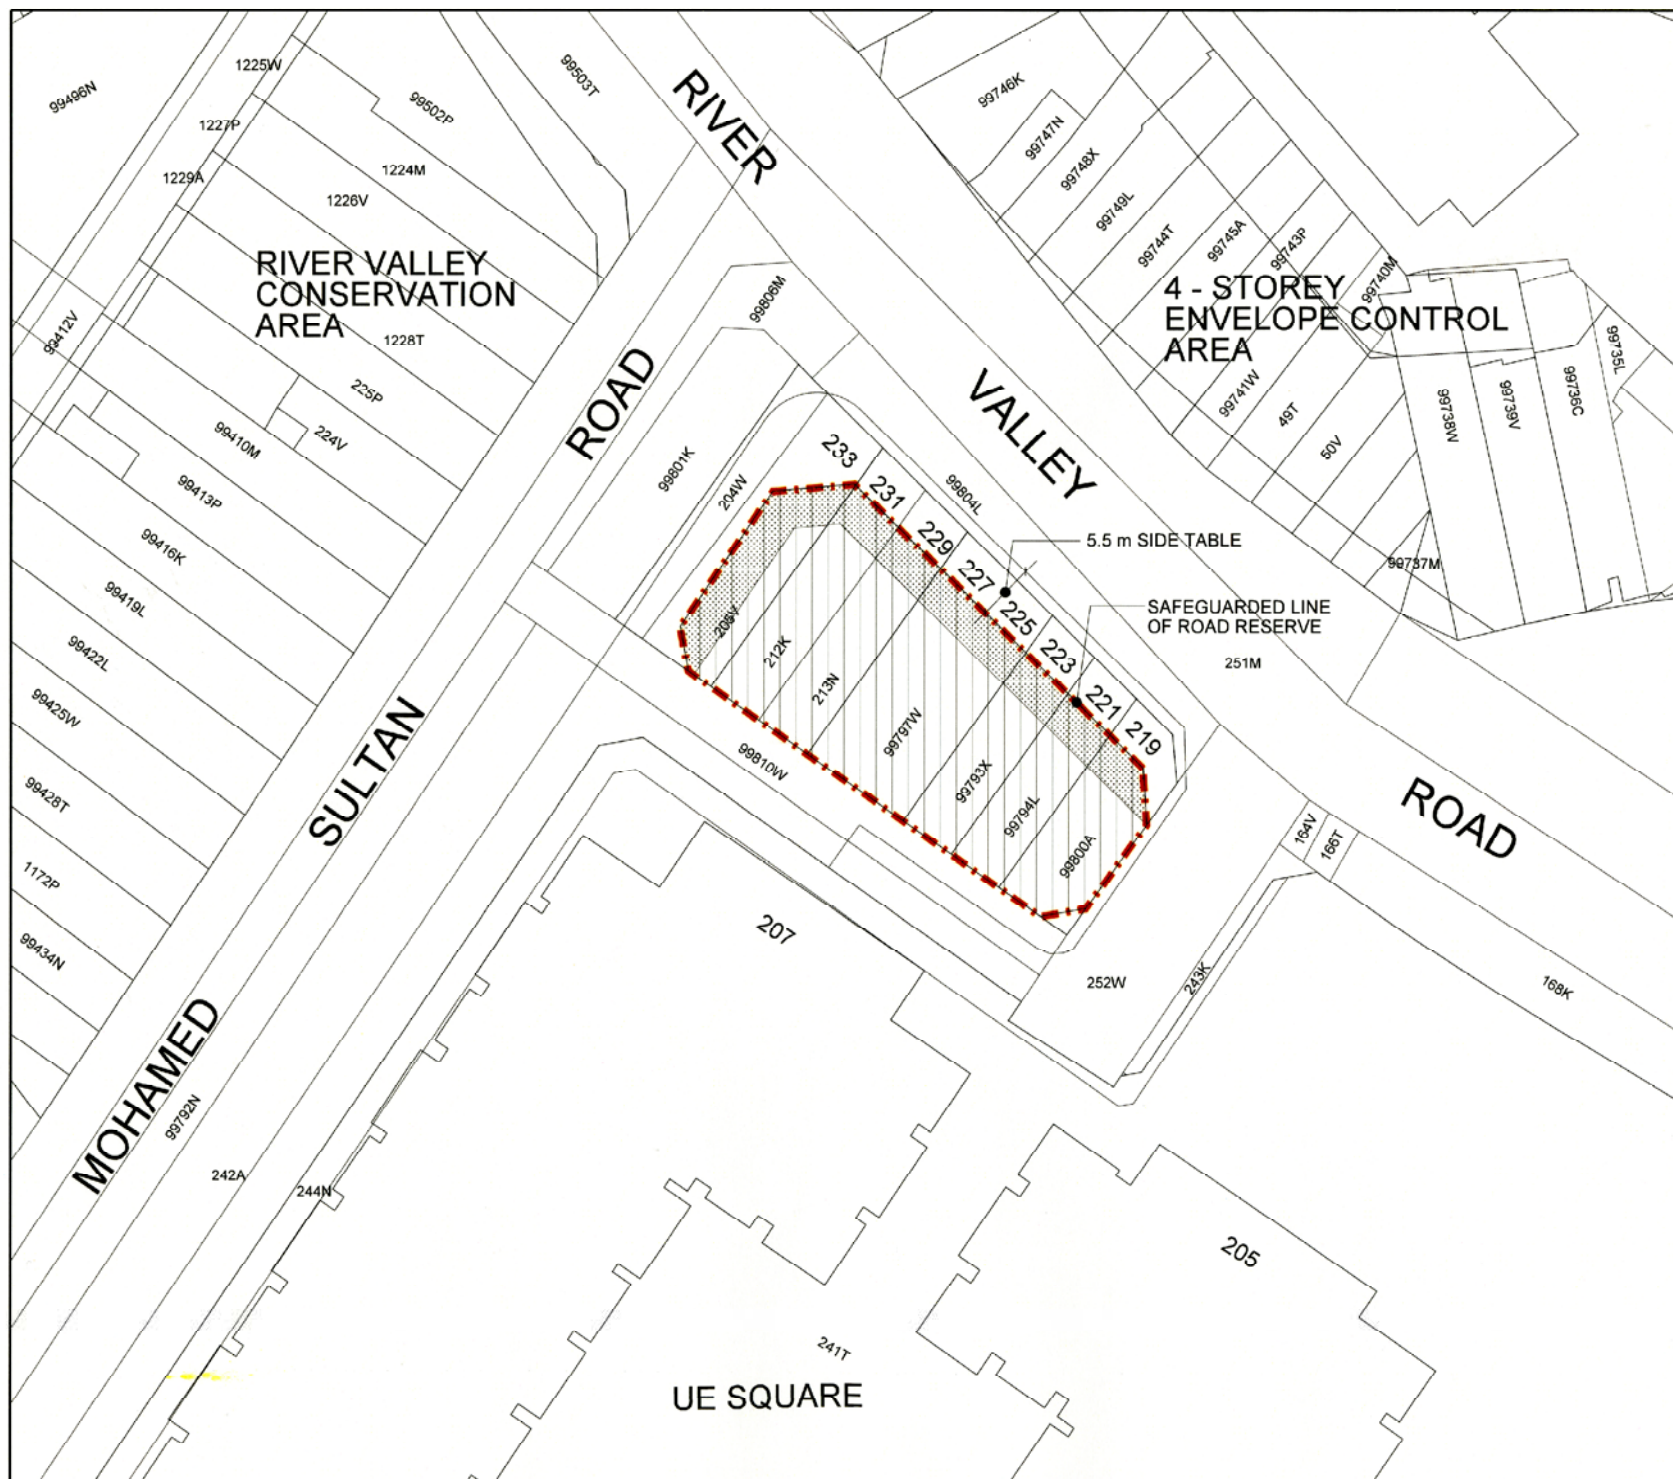 99496N
1225W
1227P
1229A
99502P
99503T
1224M
1226V
RIVER VALLEY
CONSERVATION
AREA
1228T
99412V
225P
224V
99410M
99413P
99416K
99419L
99422L
99425W
99428T
1172P
99434N
RIVER
VALLEY
ROAD
99746K
99747N
99748X
99749L
99744T
99745A
99743P
99740M
4 - STOREY
ENVELOPE CONTROL
AREA
99741W
49T
50V
99738W
99739V
99736C
99735L
99737M
MOHAMED
SULTAN
ROAD
99806M
99801K
204W
99804L
233
231
229
227
225
223
221
219
5.5 m SIDE TABLE
SAFEGUARDED LINE
OF ROAD RESERVE
251M
205V
212K
213N
99797W
99793X
99794L
99800A
99810W
164V
166T
168K
252W
243K
207
205
99792N
242A
244N
241T
UE SQUARE